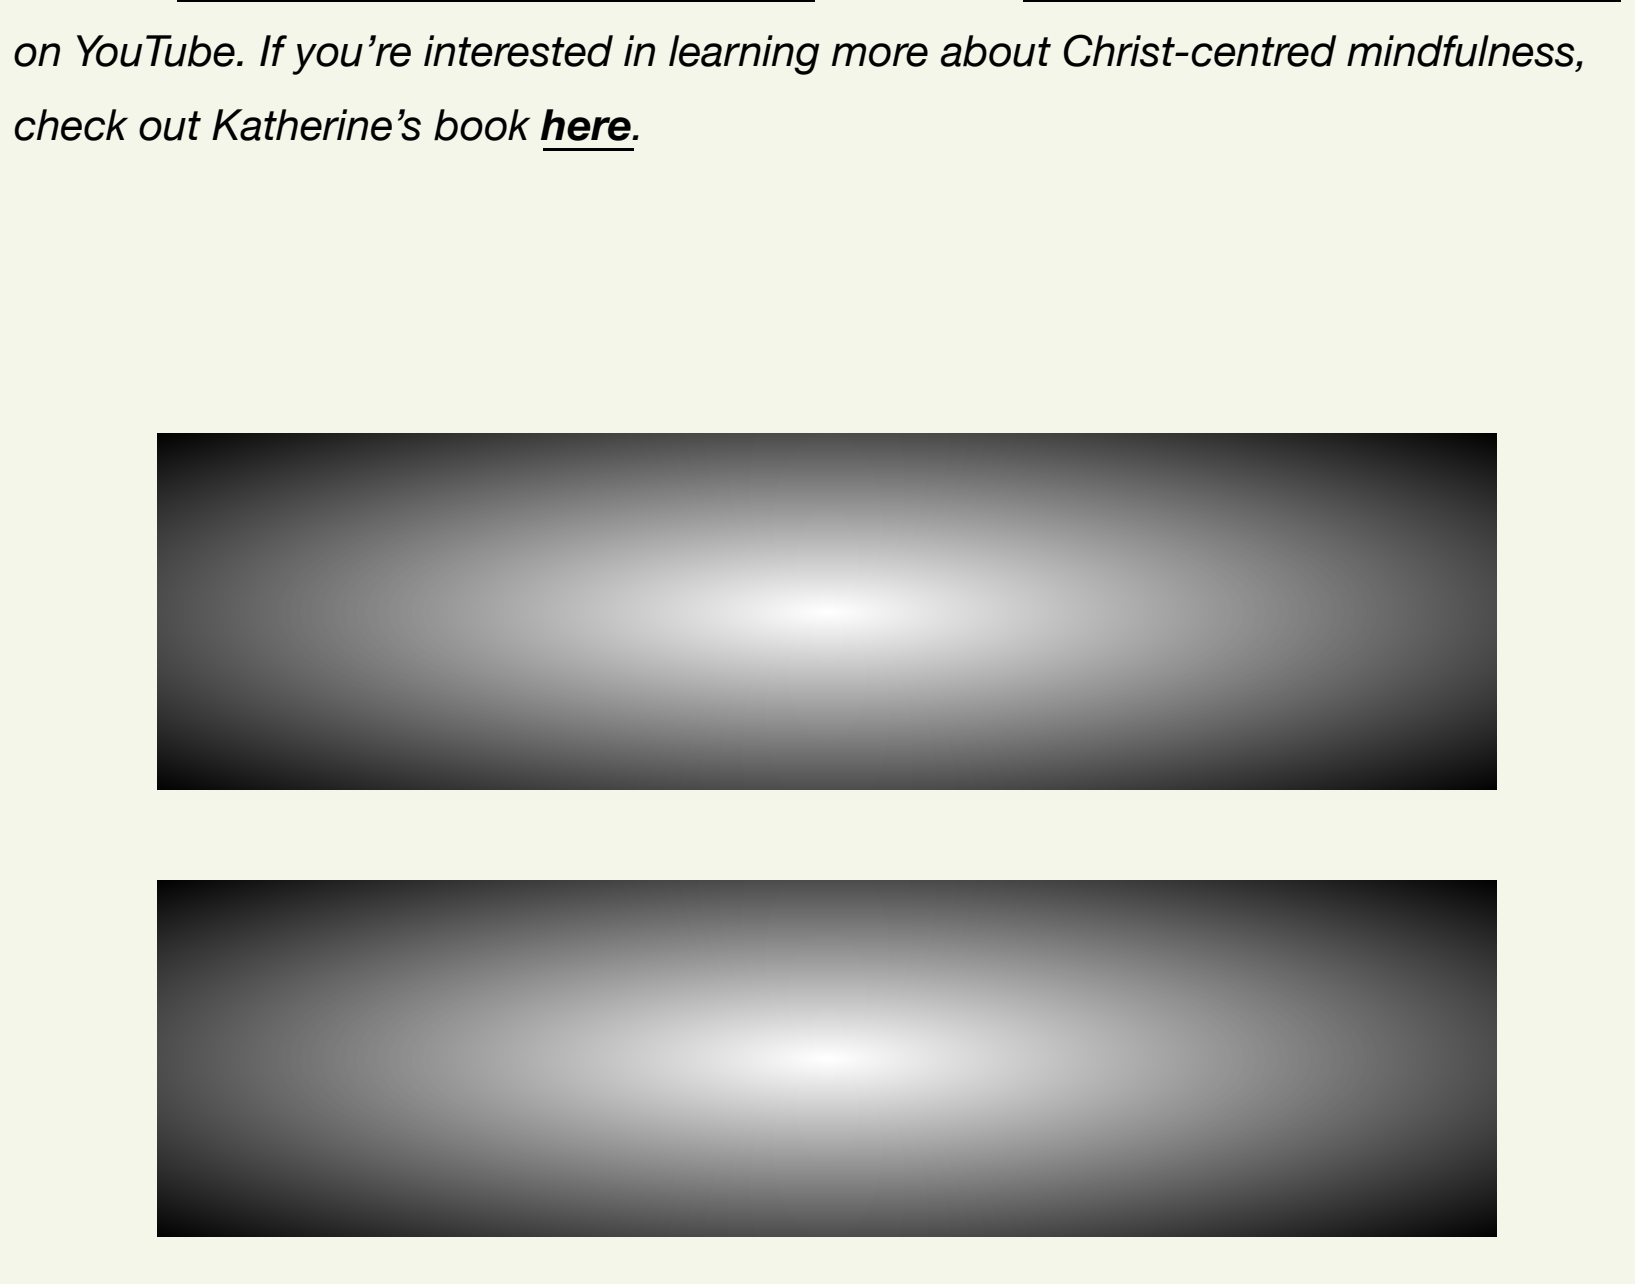 on YouTube. If you’re interested in learning more about Christ-centred mindfulness,
check out Katherine’s book here.